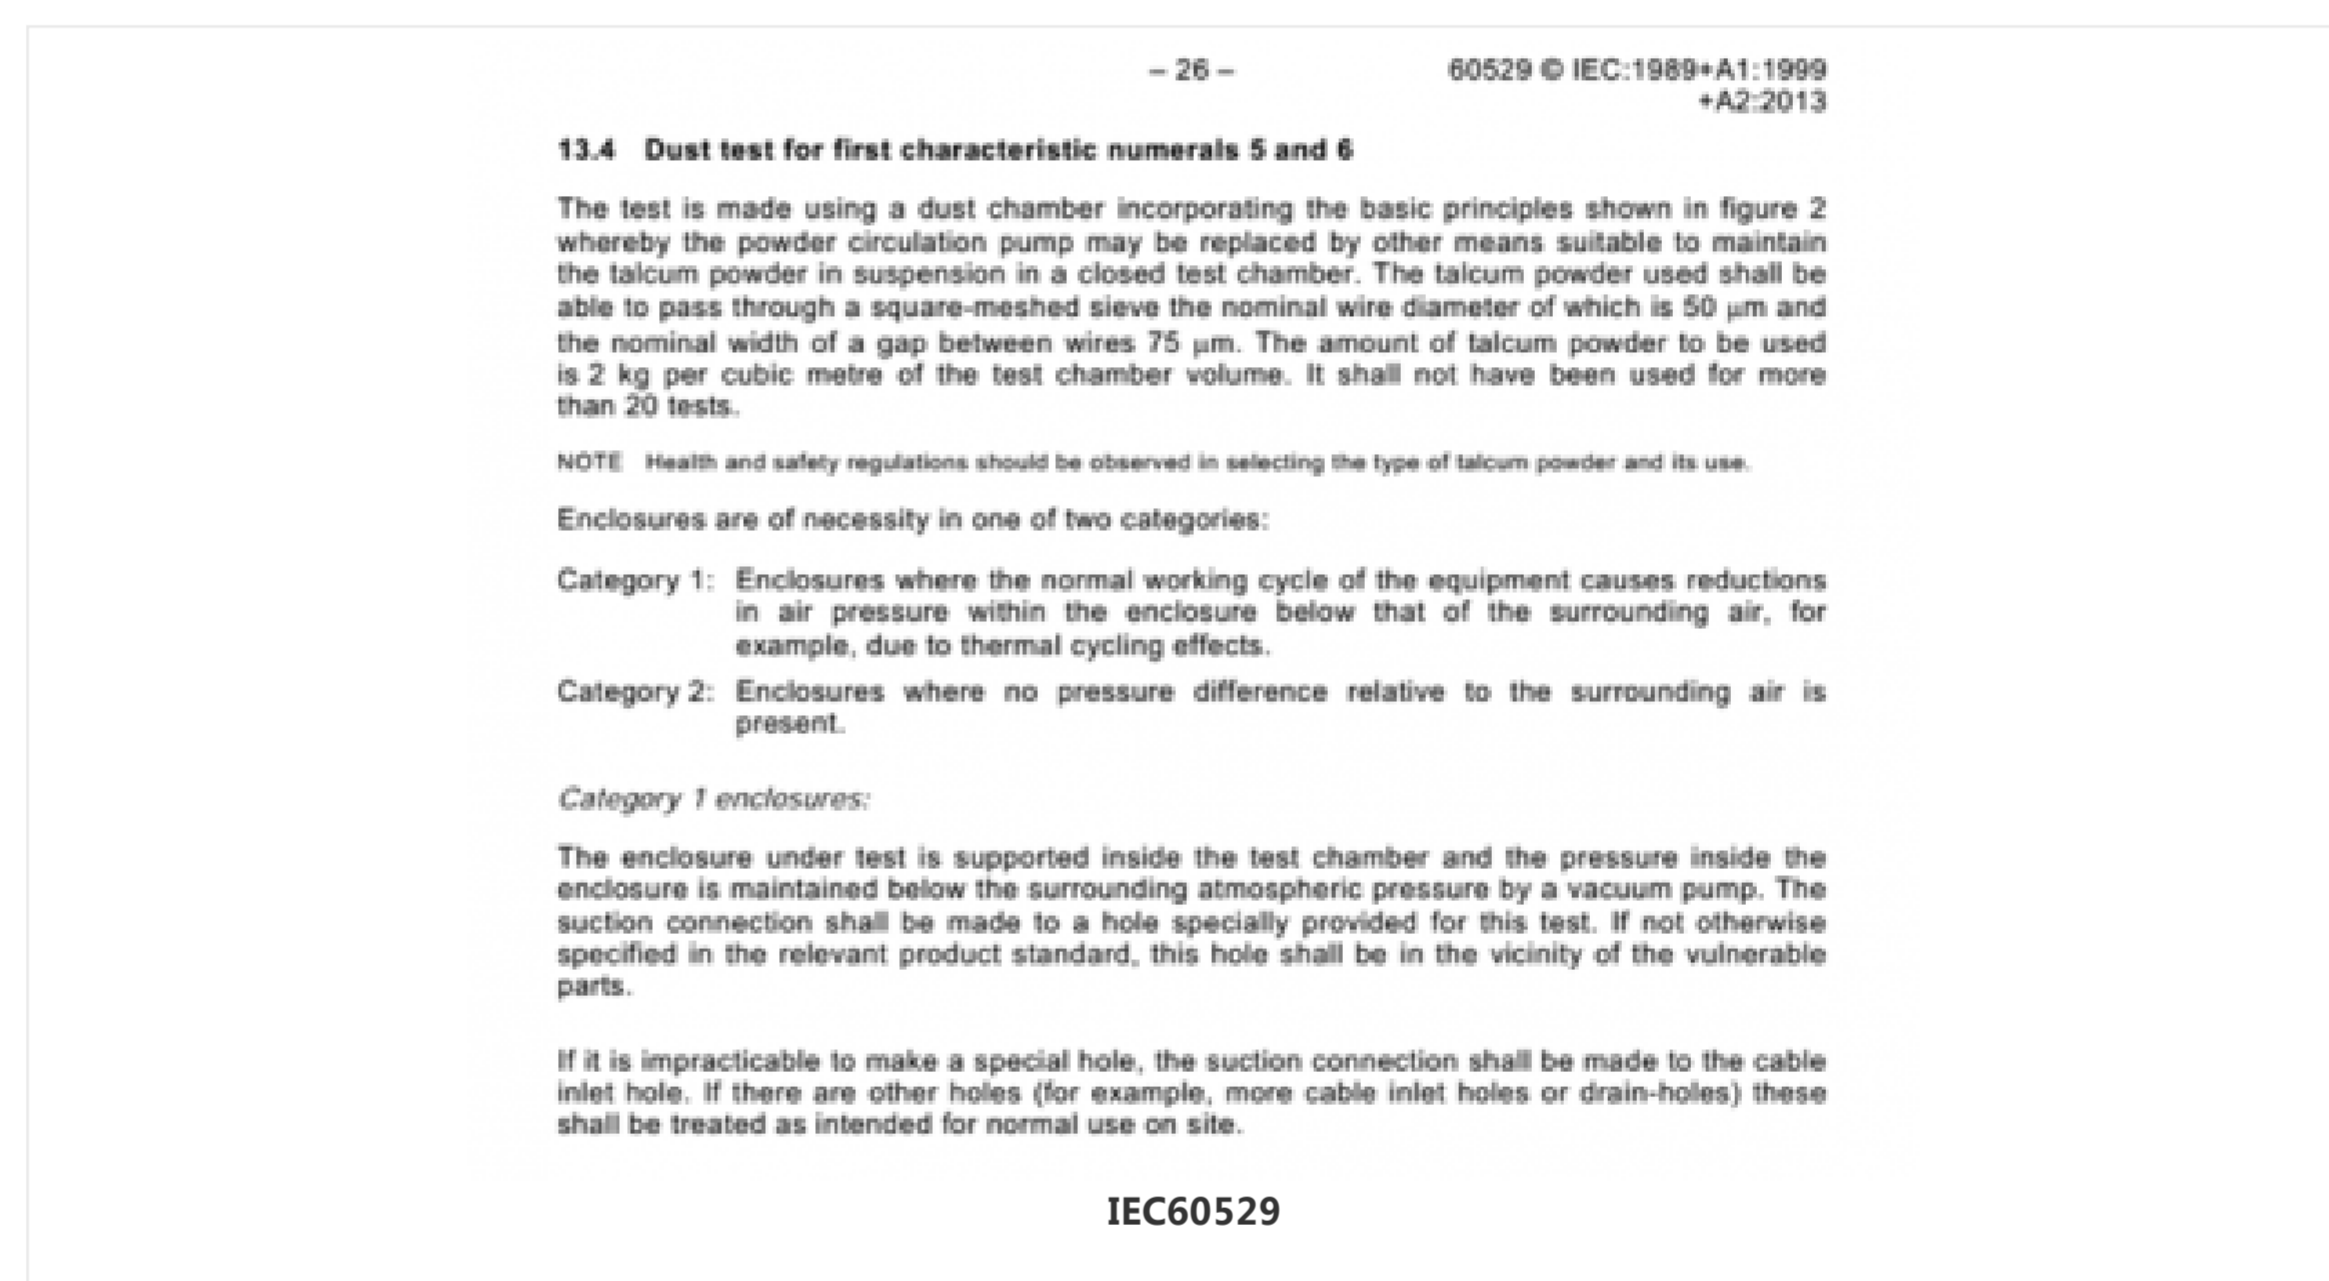 – 26 –
60529 © IEC:1989+A1:1999
+A2:2013
13.4 Dust test for first characteristic numerals 5 and 6
The test is made using a dust chamber incorporating the basic principles shown in figure 2
whereby the powder circulation pump may be replaced by other means suitable to maintain
the talcum powder in suspension in a closed test chamber. The talcum powder used shall be
able to pass through a square-meshed sieve the nominal wire diameter of which is 50 μm and
the nominal width of a gap between wires 75 μm. The amount of talcum powder to be used
is 2 kg per cubic metre of the test chamber volume. It shall not have been used for more
than 20 tests.
NOTE Health and safety regulations should be observed in selecting the type of talcum powder and its use.
Enclosures are of necessity in one of two categories:
Category 1: Enclosures where the normal working cycle of the equipment causes reductions
in air pressure within the enclosure below that of the surrounding air, for
example, due to thermal cycling effects.
Category 2: Enclosures where no pressure difference relative to the surrounding air is
present.
Category 1 enclosures:
The enclosure under test is supported inside the test chamber and the pressure inside the
enclosure is maintained below the surrounding atmospheric pressure by a vacuum pump. The
suction connection shall be made to a hole specially provided for this test. If not otherwise
specified in the relevant product standard, this hole shall be in the vicinity of the vulnerable
parts.
If it is impracticable to make a special hole, the suction connection shall be made to the cable
inlet hole. If there are other holes (for example, more cable inlet holes or drain-holes) these
shall be treated as intended for normal use on site.
IEC60529